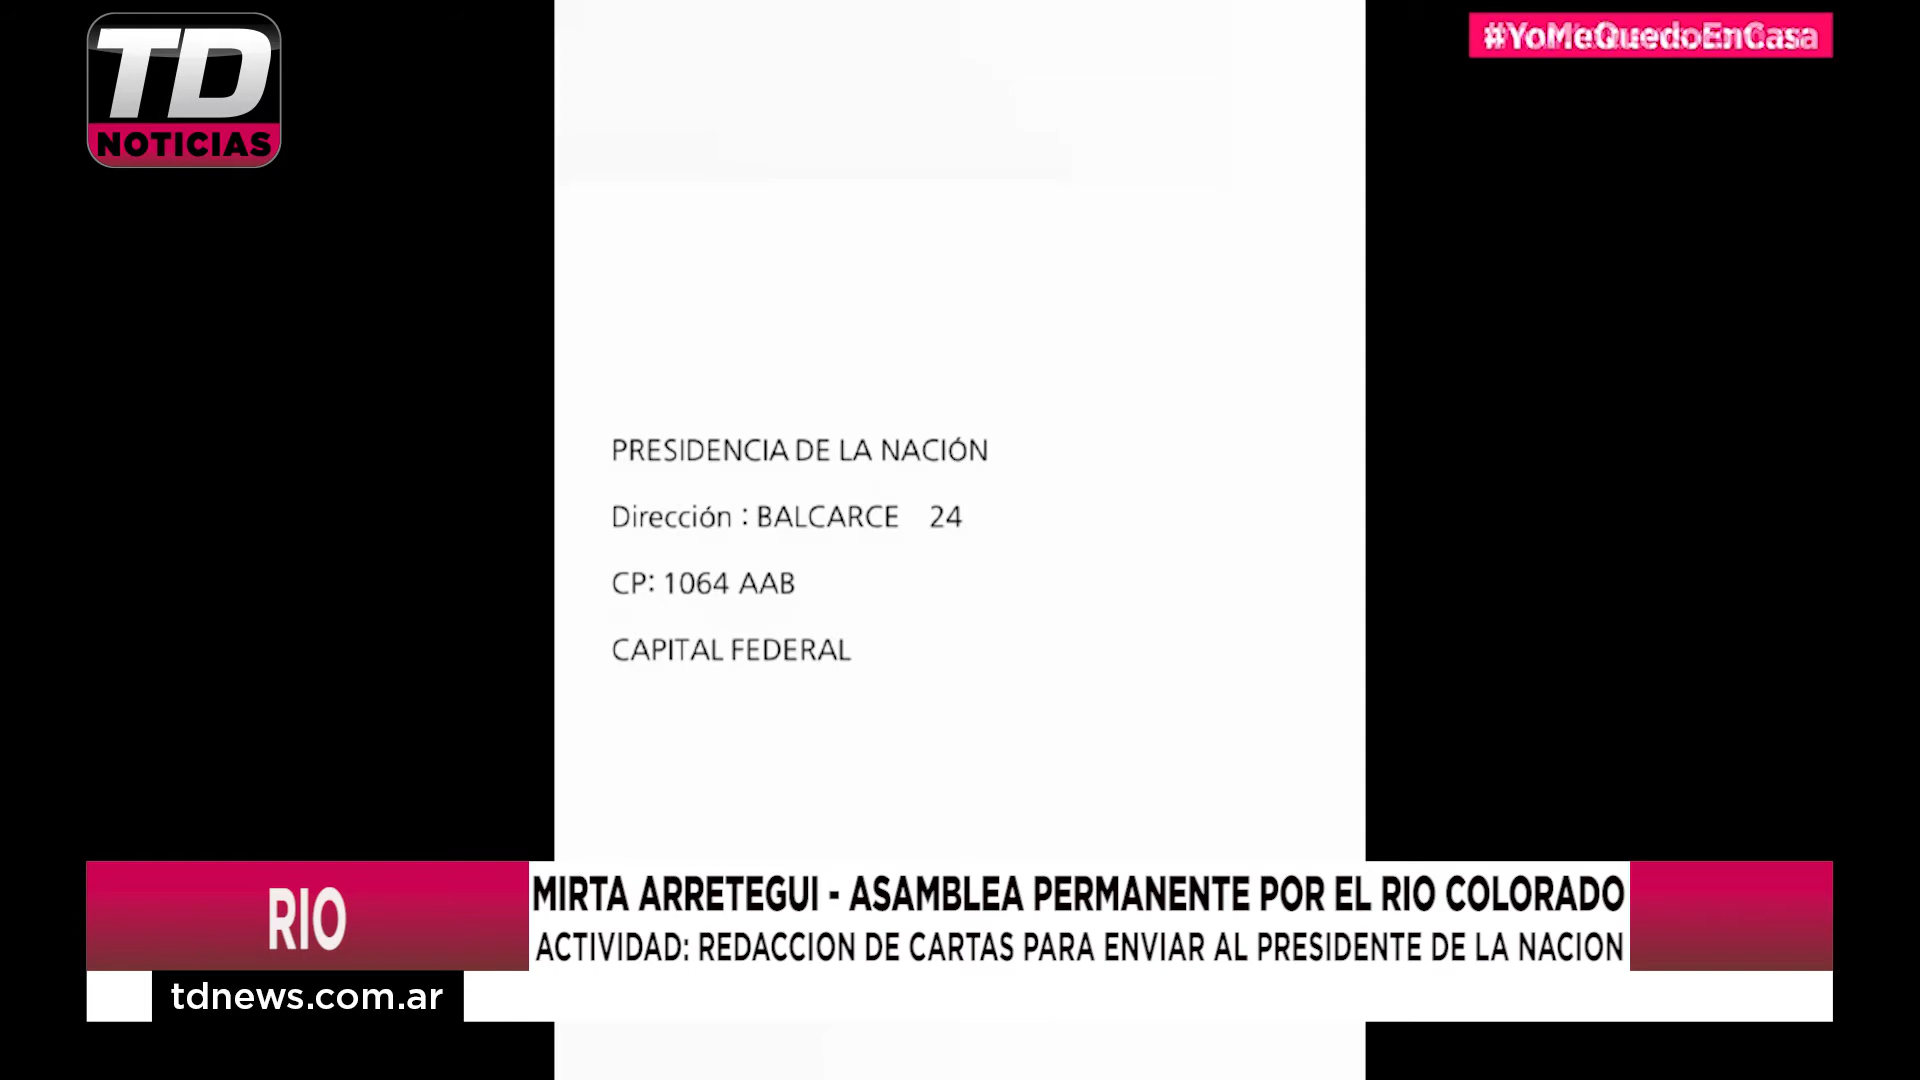 TD
NOTICIAS
#YoMeQuedoEnCasa
PRESIDENCIA DE LA NACIÓN
Dirección : BALCARCE 24
CP: 1064 AAB
CAPITAL FEDERAL
RIO
MIRTA ARRETEGUI - ASAMBLEA PERMANENTE POR EL RIO COLORADO
ACTIVIDAD: REDACCION DE CARTAS PARA ENVIAR AL PRESIDENTE DE LA NACION
tdnews.com.ar